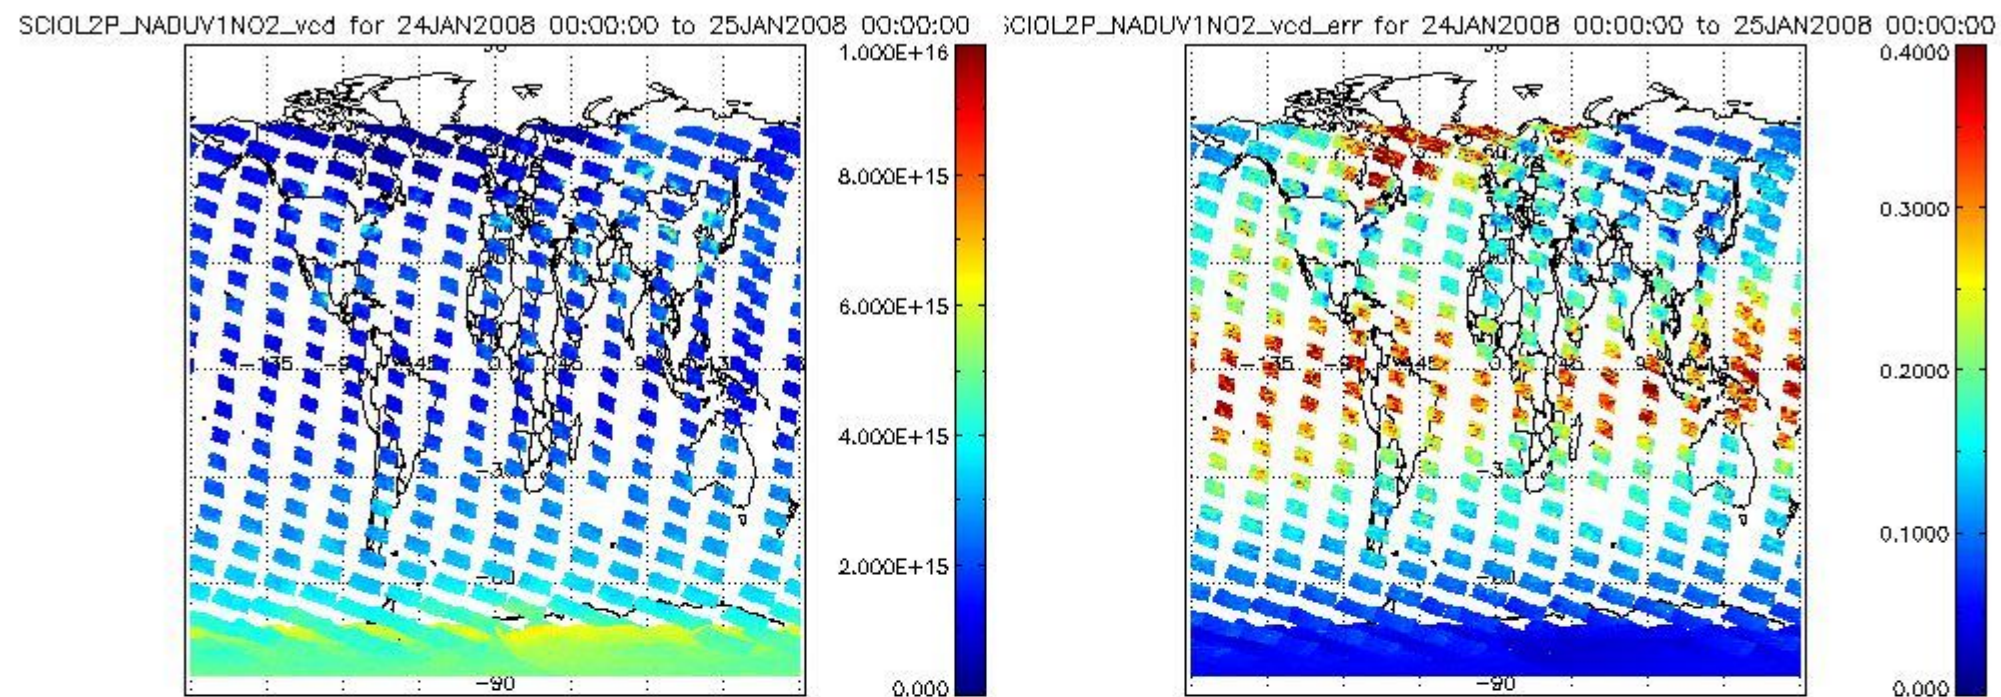 SCIOL2P_NADUV1NO2_vcd for 24JAN2008 00:00:00 to 25JAN2008 00:00:00
1.000E+16
8.000E+15
6.000E+15
4.000E+15
2.000E+15
0.000
-135
45
-90
SCIOL2P_NADUV1NO2_vcd_err for 24JAN2008 00:00:00 to 25JAN2008 00:00:00
0.4000
0.3000
0.2000
0.1000
0.000
-135
45
-90